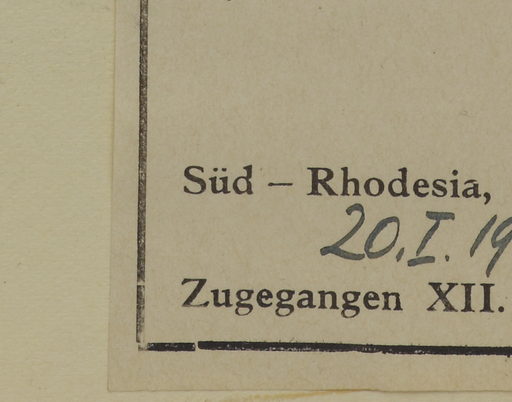 Süd – Rhodesia,
20.I.19
Zugegangen XII.